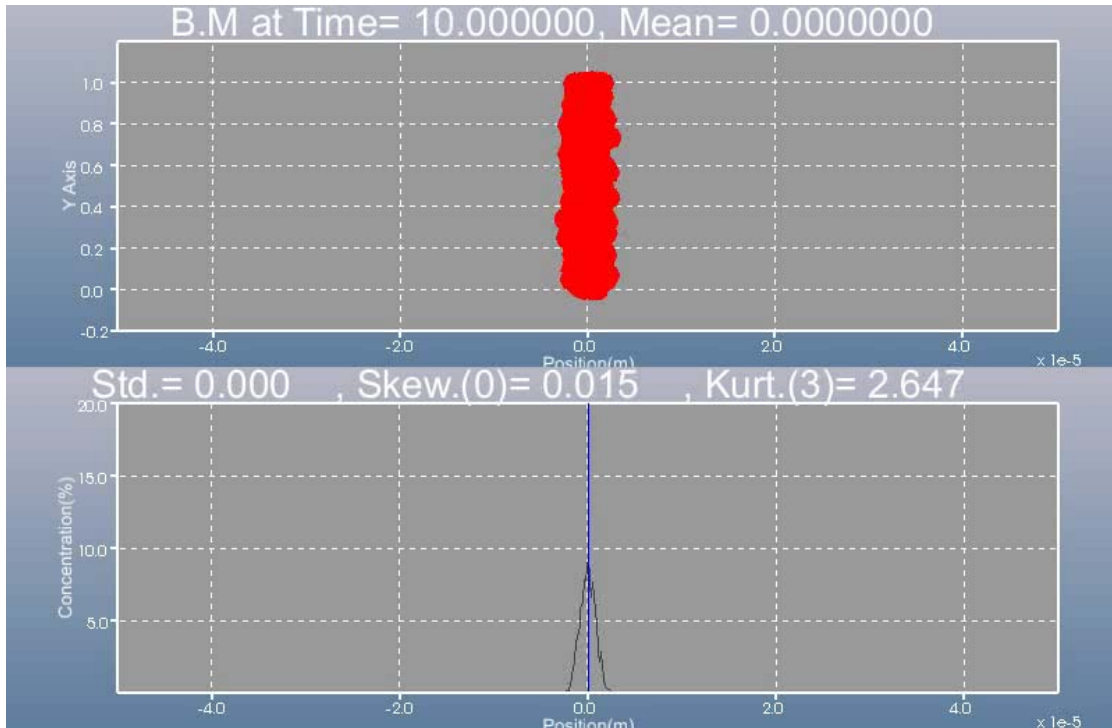 B.M at Time= 10.000000, Mean= 0.0000000
Y Axis
1.0
0.8
0.6
0.4
0.2
0.0
-0.2
-4.0 -2.0 0.0 2.0 4.0
Position(m)
x 1e-5
Std.= 0.000 , Skew.(0)= 0.015 , Kurt.(3)= 2.647
Concentration(%)
20.0
15.0
10.0
5.0
-4.0 -2.0 0.0 2.0 4.0
Position(m)
x 1e-5